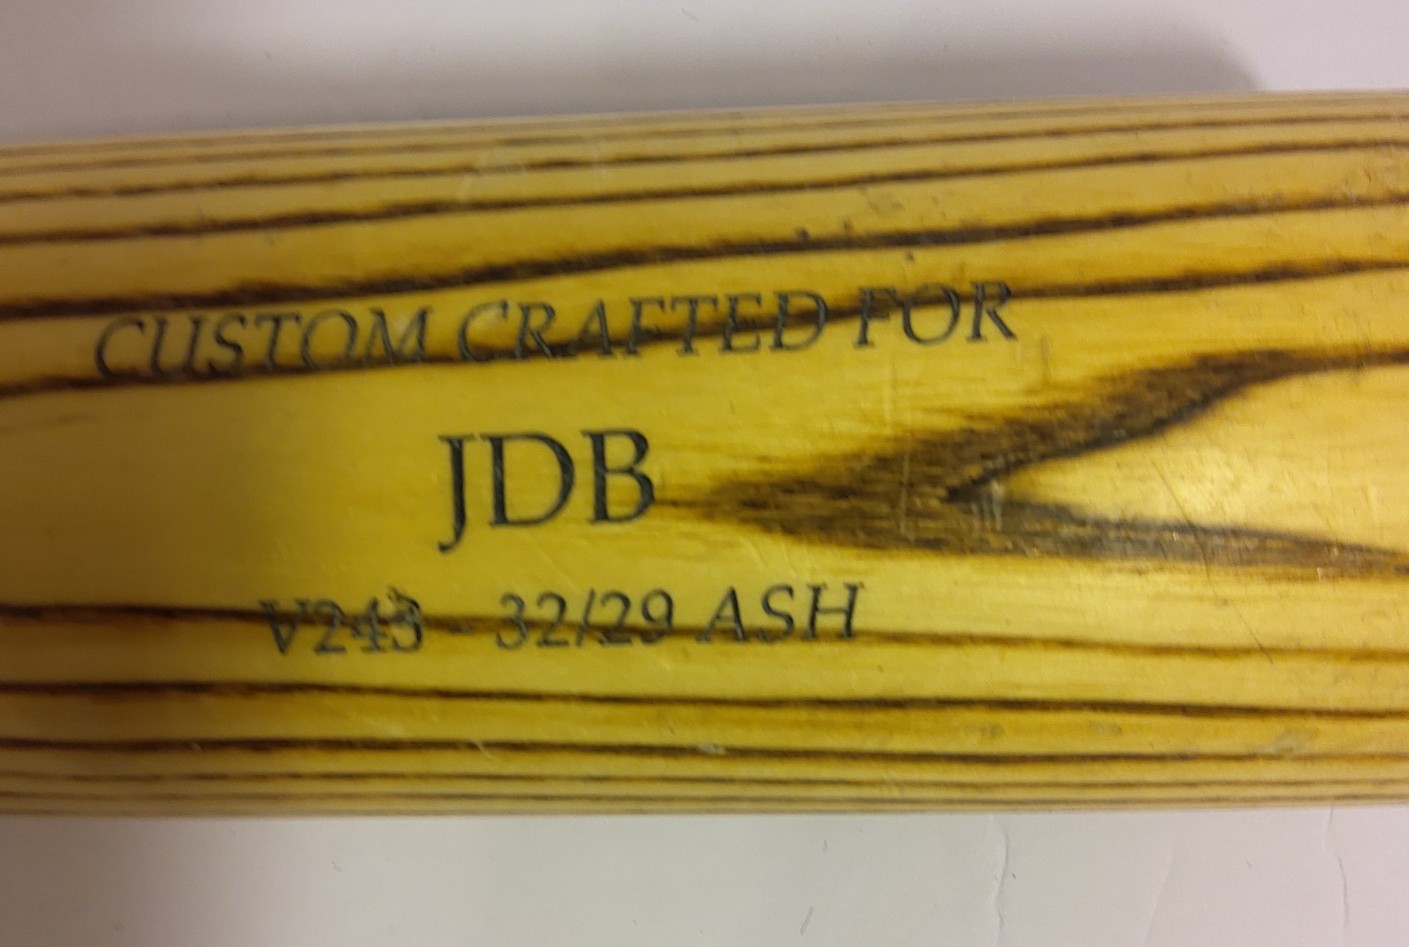 CUSTOM CRAFTED FOR
JDB
V243 - 32/29 ASH